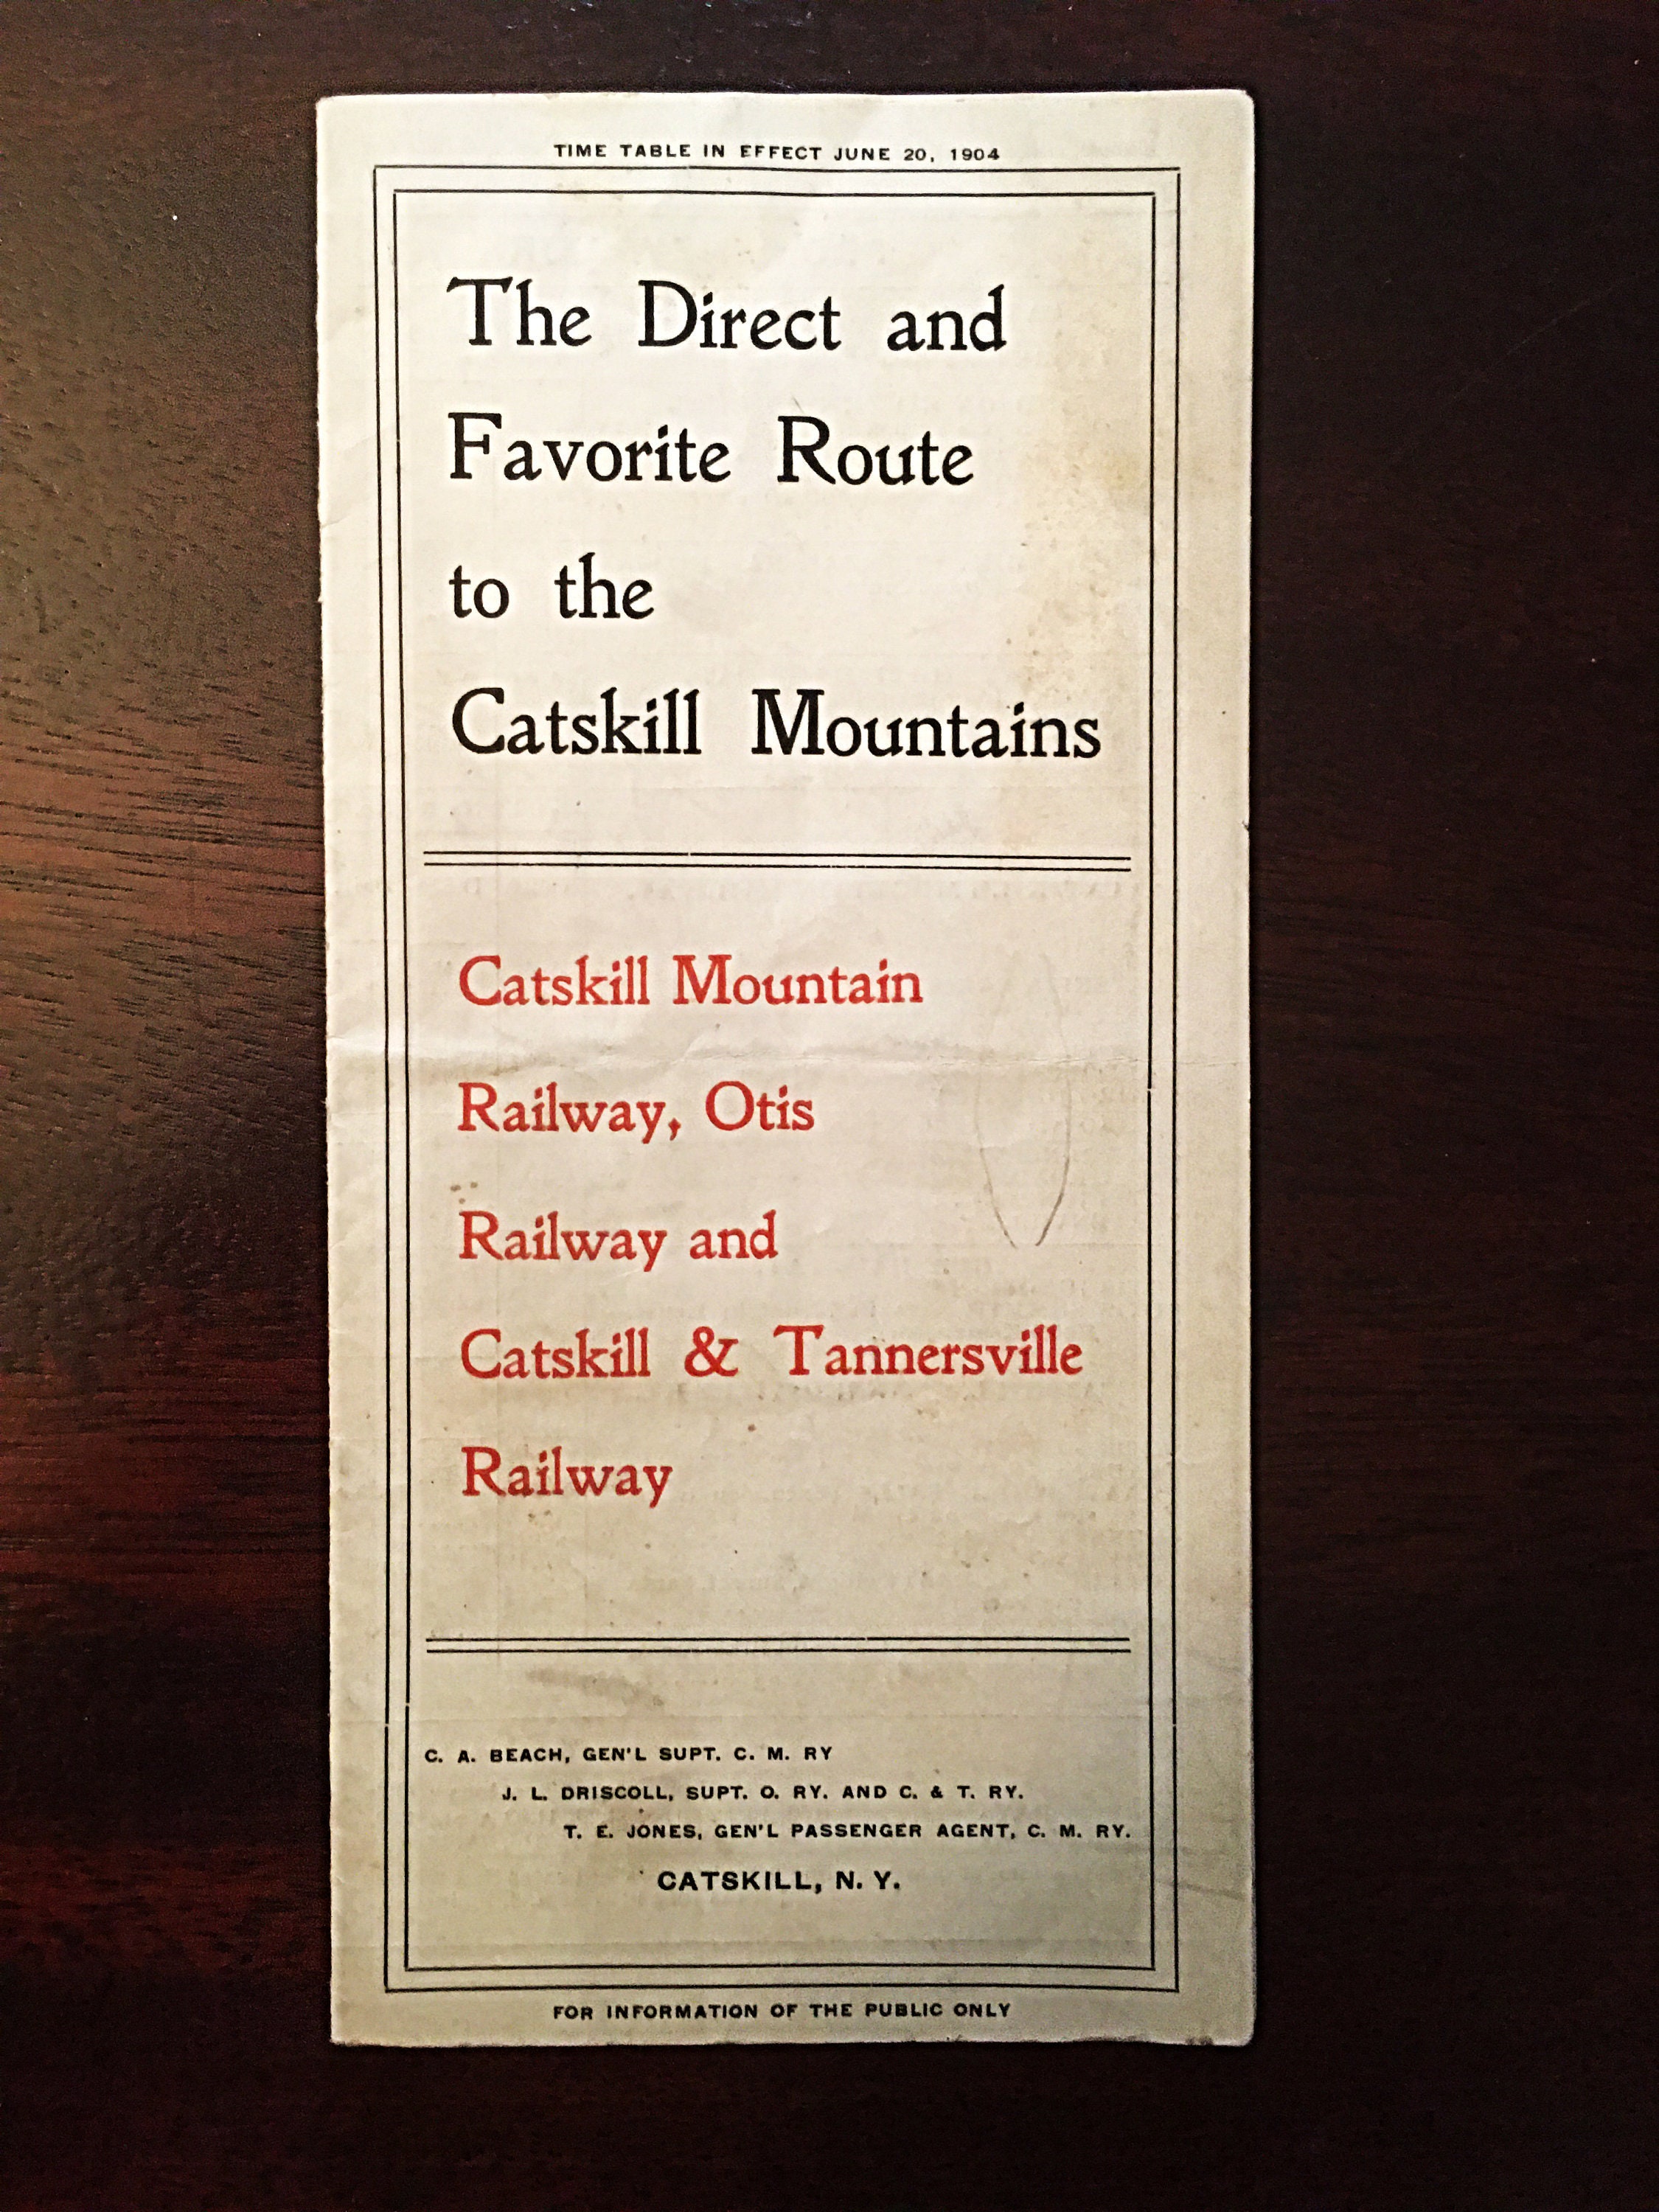 TIME TABLE IN EFFECT JUNE 20, 1904
The Direct and
Favorite Route
to the
Catskill Mountains
Catskill Mountain
Railway, Otis
Railway and
Catskill & Tannersville
Railway
C. A. BEACH, GEN'L SUPT. C. M. RY
J. L. DRISCOLL, SUPT. O. RY. AND C. & T. RY.
T. E. JONES, GEN'L PASSENGER AGENT, C. M. RY.
CATSKILL, N. Y.
FOR INFORMATION OF THE PUBLIC ONLY